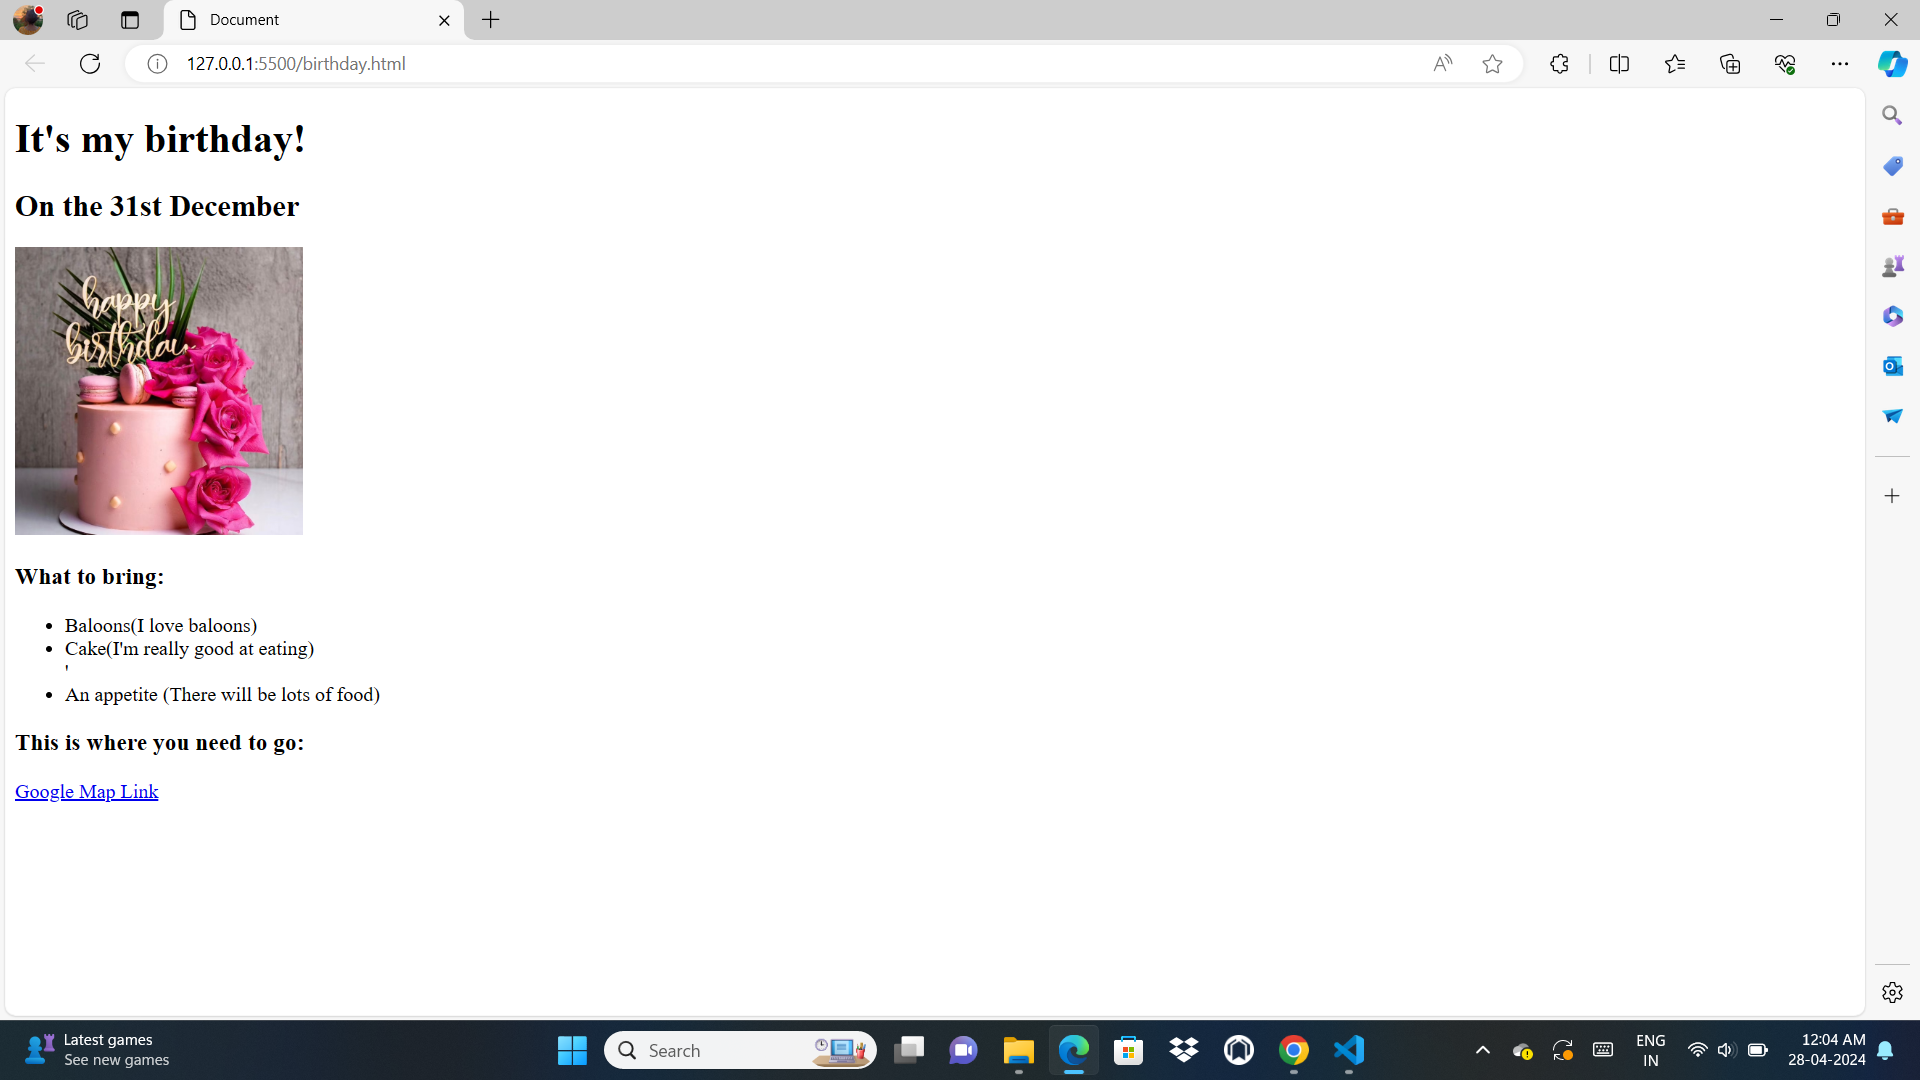 Document
127.0.0.1:5500/birthday.html
It's my birthday!
On the 31st December
happy
birthday
What to bring:
• Baloons(I love baloons)
• Cake(I'm really good at eating)
'
• An appetite (There will be lots of food)
This is where you need to go:
Google Map Link
Latest games
See new games
Search
ENG
IN
12:04 AM
28-04-2024